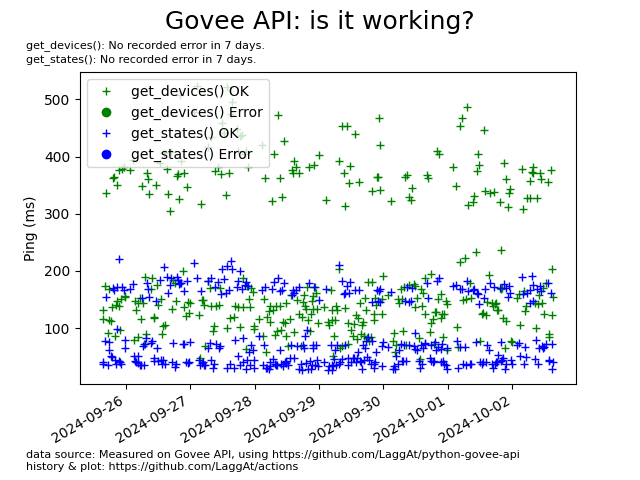 Govee API: is it working?
get_devices(): No recorded error in 7 days.
get_states(): No recorded error in 7 days.
get_devices() OK
get_devices() Error
get_states() OK
get_states() Error
Ping (ms)
500
400
300
200
100
2024-09-26
2024-09-27
2024-09-28
2024-09-29
2024-09-30
2024-10-01
2024-10-02
data source: Measured on Govee API, using https://github.com/LaggAt/python-govee-api
history & plot: https://github.com/LaggAt/actions